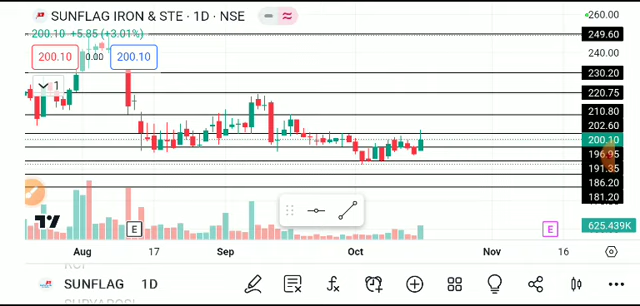 SUNFLAG IRON & STE · 1D · NSE
200.10 +5.85 (+3.01%)
200.10 0.00 200.10
1
260.00
249.60
240.00
230.20
220.75
210.80
202.60
200.10
196.95
191.35
186.20
181.20
625.439K
E E
Aug 17 Sep Oct Nov 16
SUNFLAG 1D